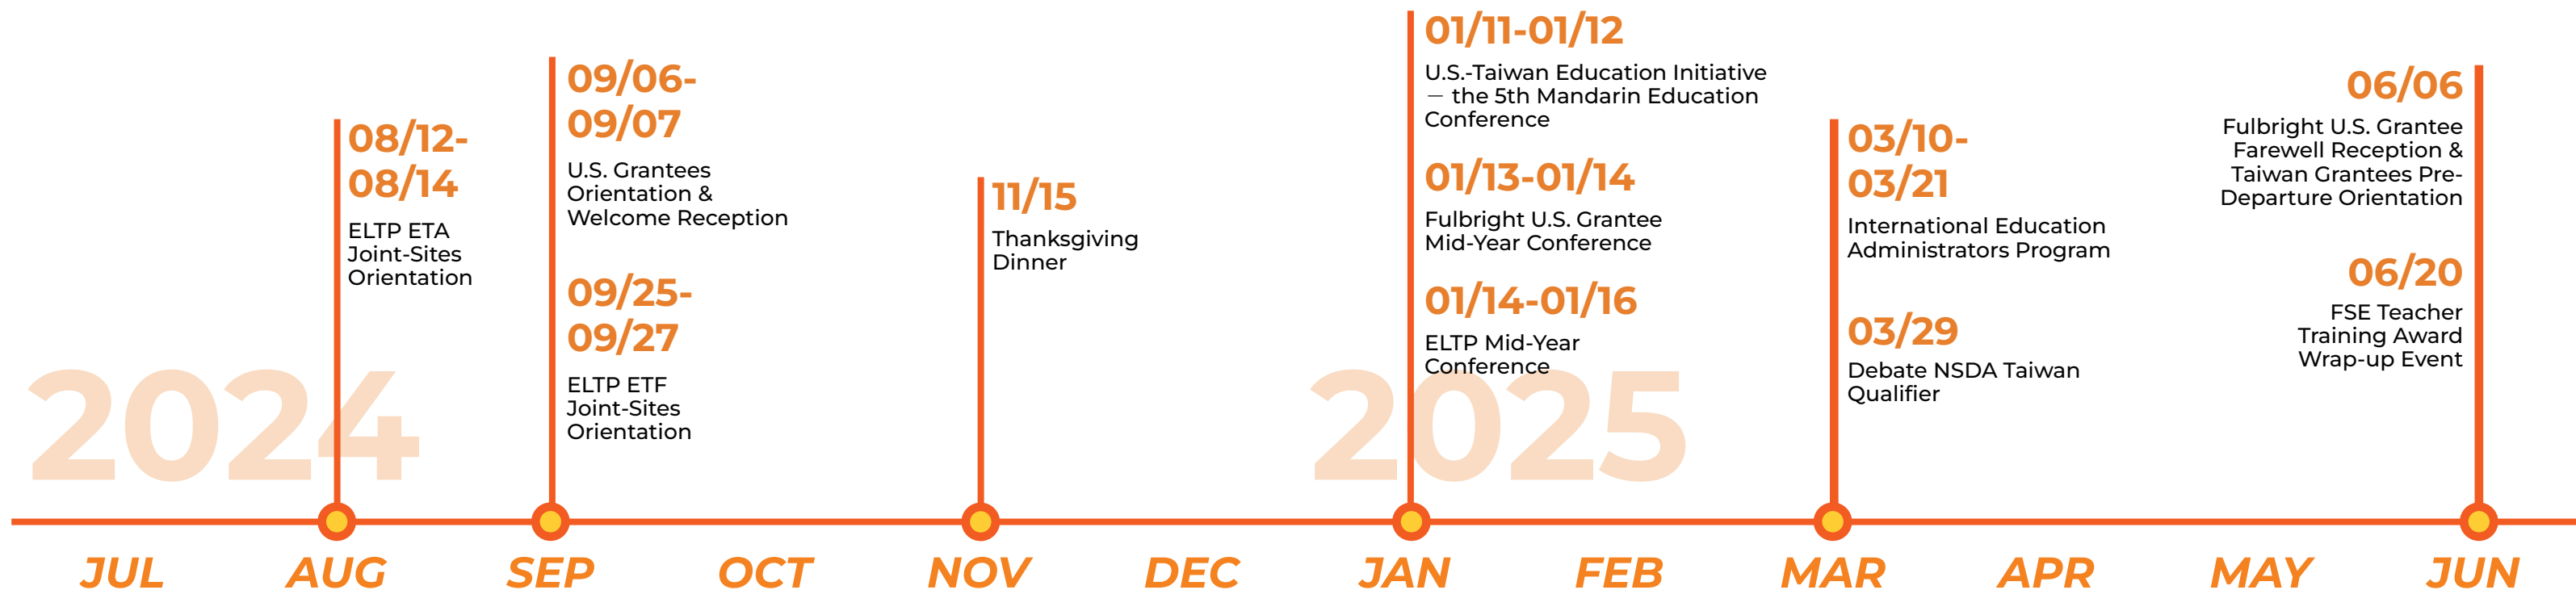 2024
08/12-
08/14
ELTP ETA
Joint-Sites
Orientation
09/06-
09/07
U.S. Grantees
Orientation &
Welcome Reception
09/25-
09/27
ELTP ETF
Joint-Sites
Orientation
11/15
Thanksgiving
Dinner
2025
01/11-01/12
U.S.-Taiwan Education Initiative
— the 5th Mandarin Education
Conference
01/13-01/14
Fulbright U.S. Grantee
Mid-Year Conference
01/14-01/16
ELTP Mid-Year
Conference
03/10-
03/21
International Education
Administrators Program
03/29
Debate NSDA Taiwan
Qualifier
06/06
Fulbright U.S. Grantee
Farewell Reception &
Taiwan Grantees Pre-
Departure Orientation
06/20
FSE Teacher
Training Award
Wrap-up Event
JUL AUG SEP OCT NOV DEC JAN FEB MAR APR MAY JUN